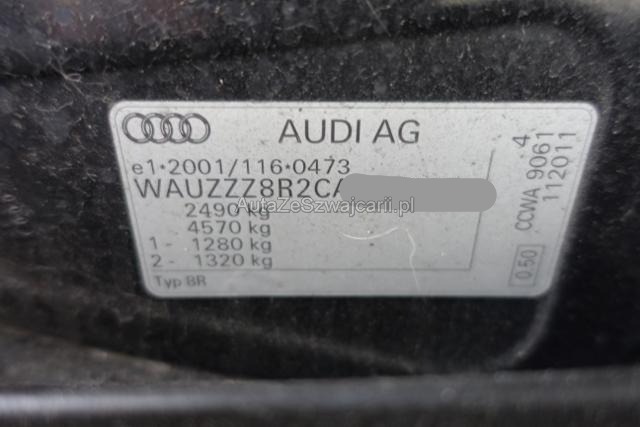 AUDI AG
e1*2001/116*0473
WAUZZZ8R2CA
AutaZeSzwajcarii.pl
2490 kg
4570 kg
1 - 1280 kg
2 - 1320 kg
Typ 8R
4
CCWA 9061
112011
0.50